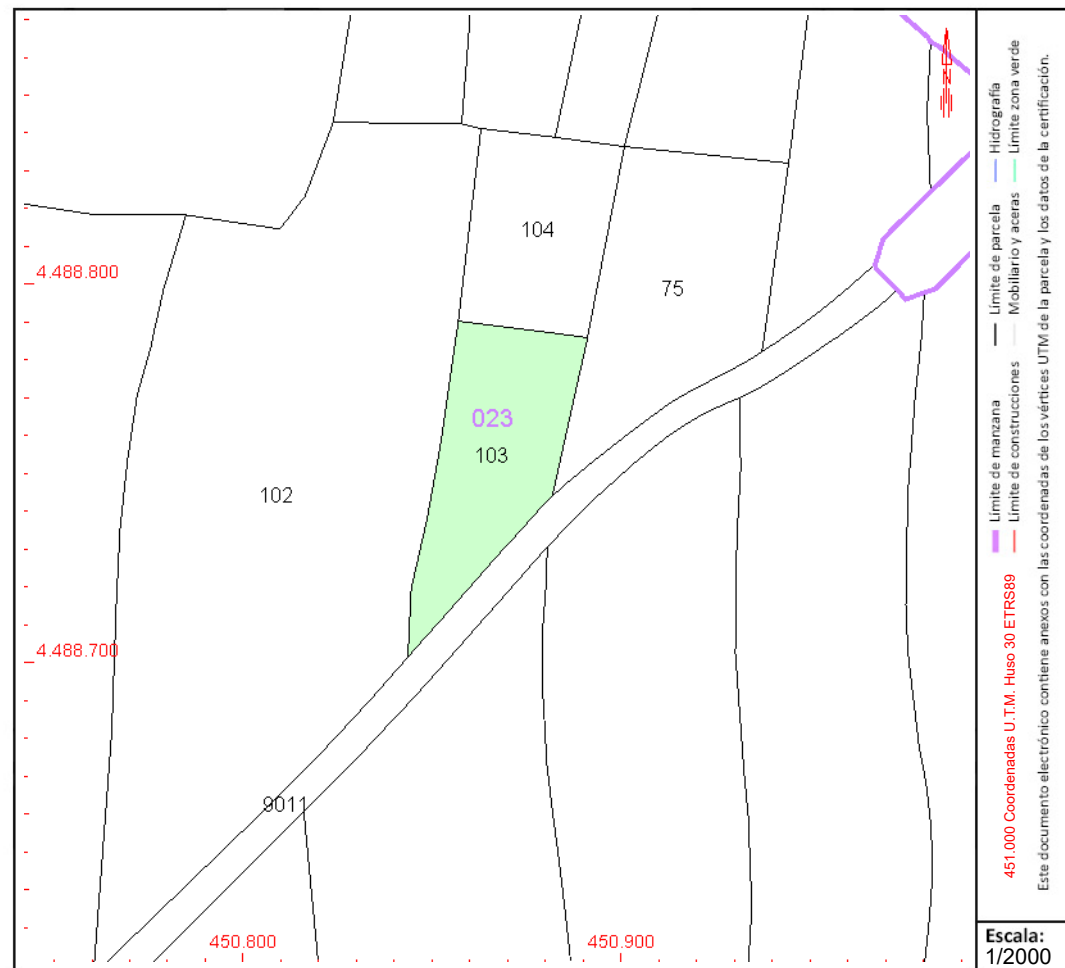 104
4.488.800
75
023
103
102
4.488.700
9011
450.800
450.900
N
Límite de manzana
Límite de parcela
Hidrografía
Límite de construcciones
Mobiliario y aceras
Límite zona verde
451.000 Coordenadas U.T.M. Huso 30 ETRS89
Este documento electrónico contiene anexos con las coordenadas de los vértices UTM de la parcela y los datos de la certificación.
Escala:
1/2000